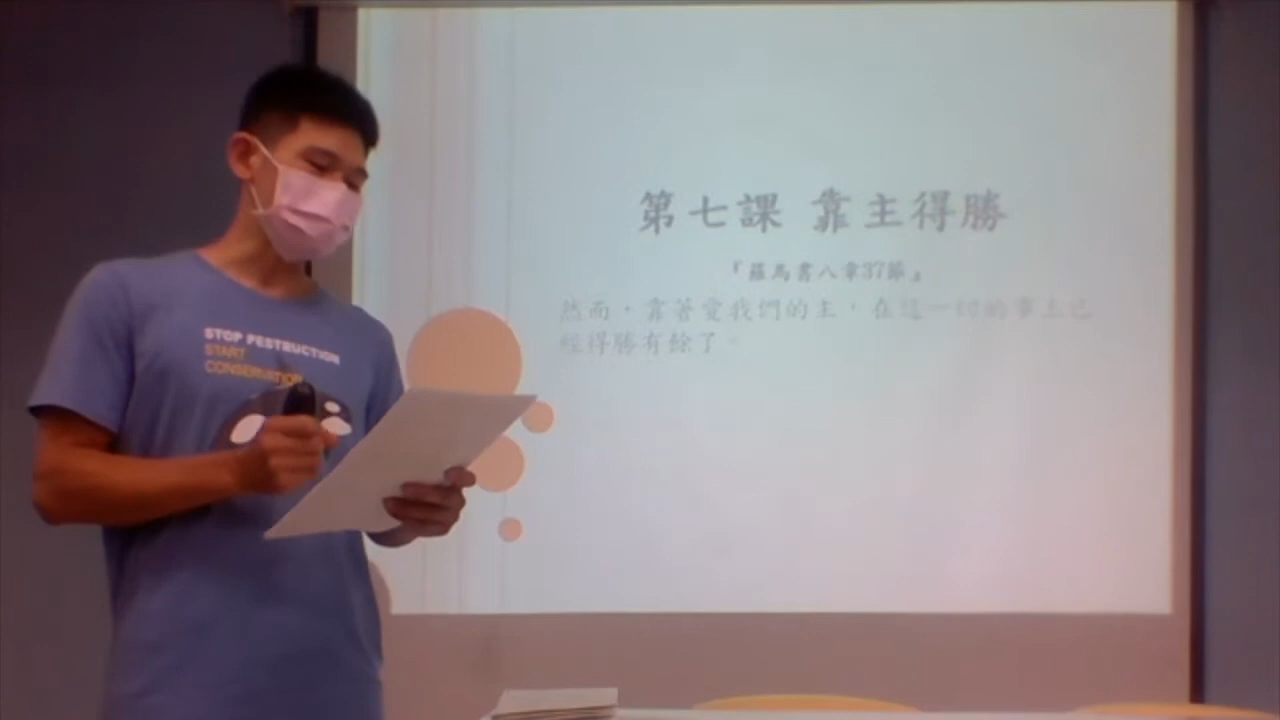 第七課 靠主得勝
『羅馬書八章37節』
然而，靠著愛我們的主，在這一切的事上已
經得勝有餘了。
STOP PESTRUCTION
START
CONSERVATION